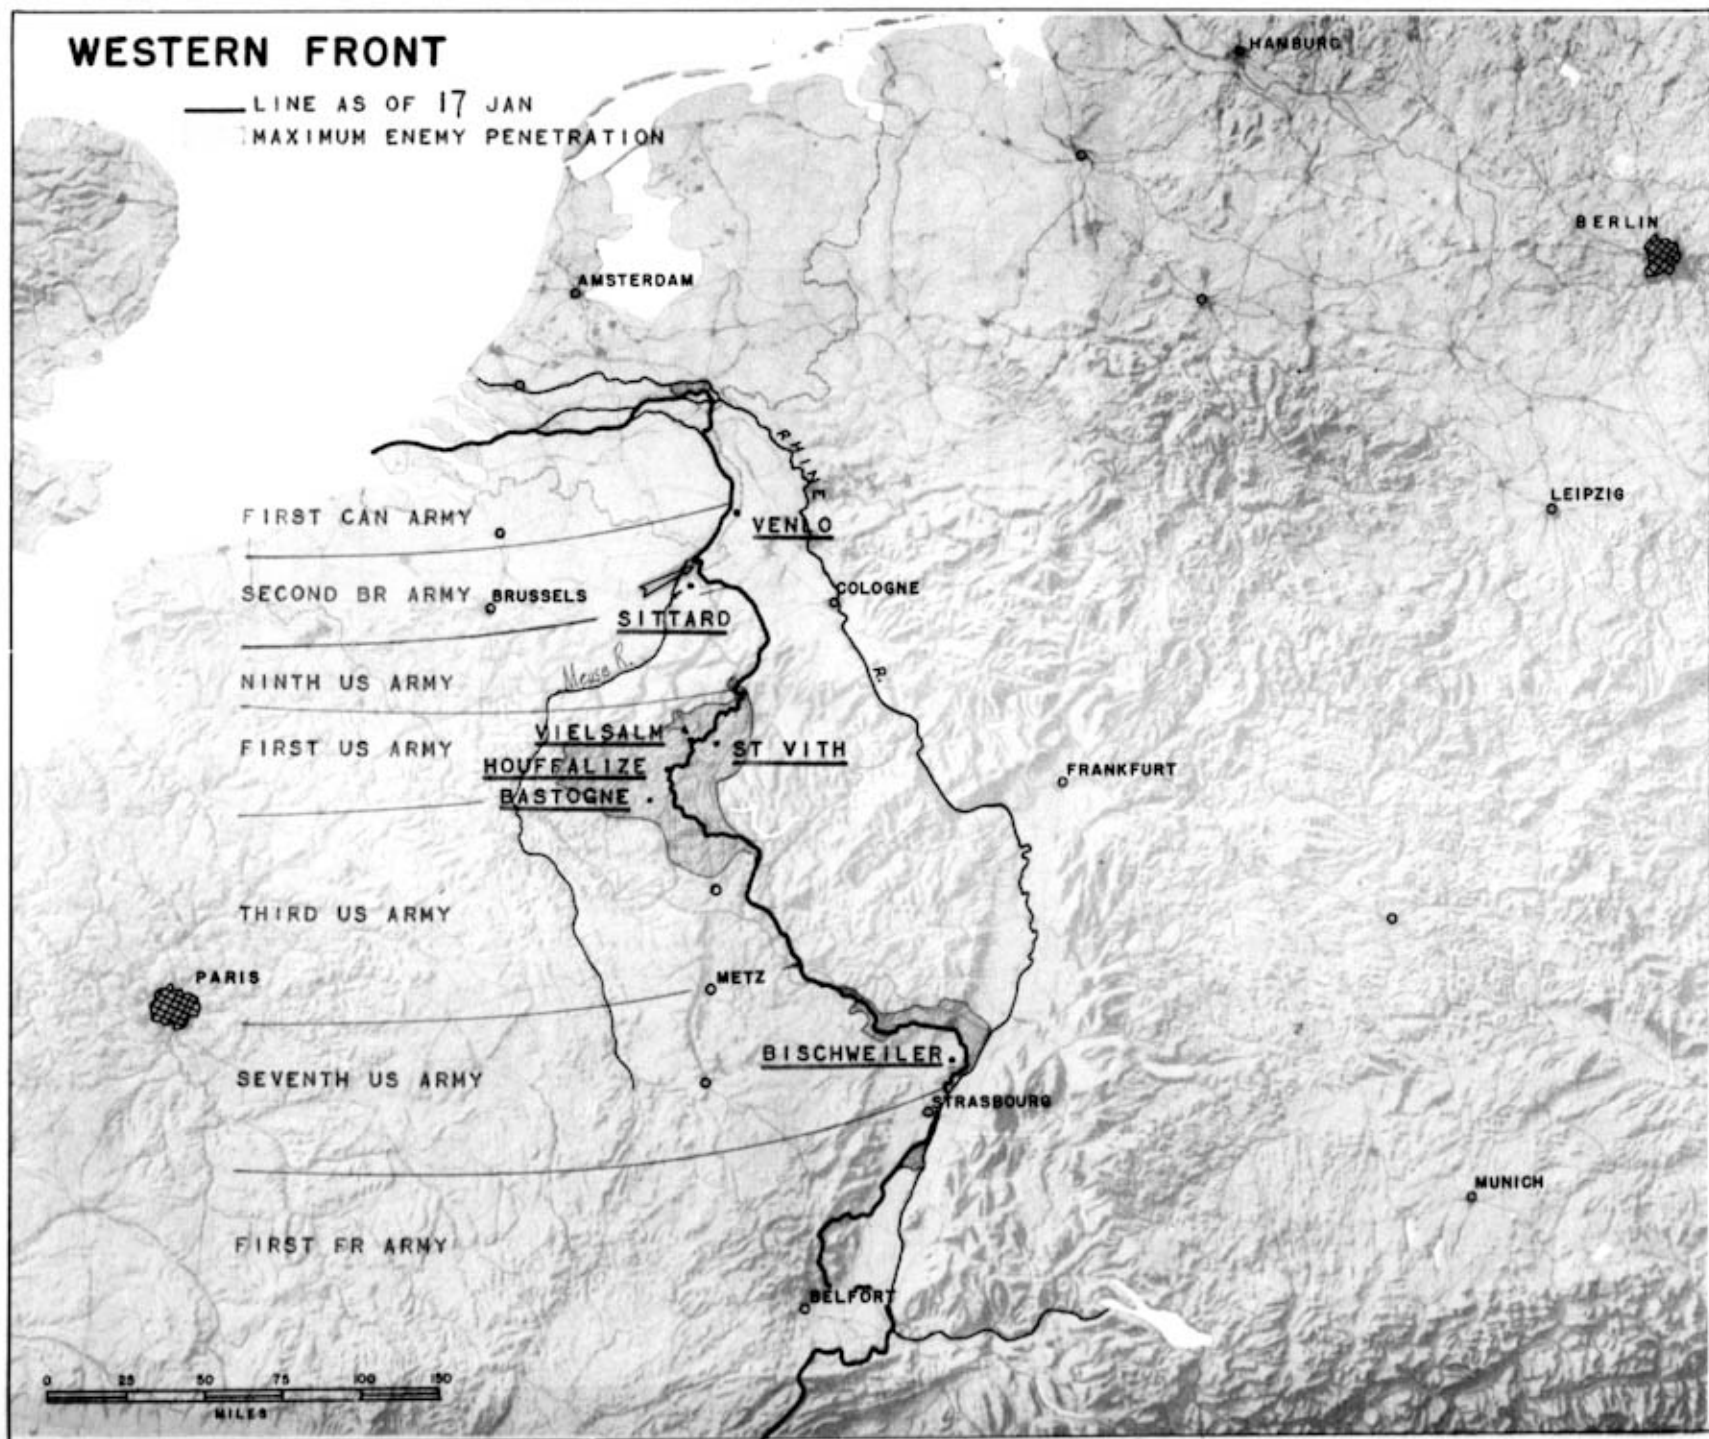 WESTERN FRONT
LINE AS OF 17 JAN
MAXIMUM ENEMY PENETRATION
HAMBURG
BERLIN
AMSTERDAM
RHINE R.
LEIPZIG
FIRST CAN ARMY
VENLO
SECOND BR ARMY
BRUSSELS
COLOGNE
SITTARD
Meuse R.
NINTH US ARMY
VIELSALM
FIRST US ARMY
ST VITH
HOUFFALIZE
FRANKFURT
BASTOGNE
THIRD US ARMY
PARIS
METZ
BISCHWEILER
SEVENTH US ARMY
STRASBOURG
MUNICH
FIRST FR ARMY
BELFORT
0 25 50 75 100 150
MILES